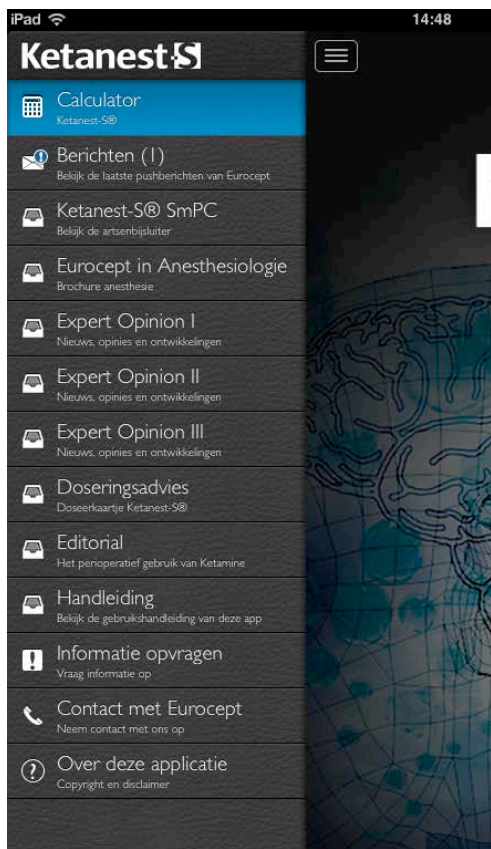 iPad 14:48
Ketanest-S
Calculator
Ketanest-S®
Berichten (1)
Bekijk de laatste pushberichten van Eurocept
Ketanest-S® SmPC
Bekijk de artsenbijsluiter
Eurocept in Anesthesiologie
Brochure anesthesie
Expert Opinion I
Nieuws, opinies en ontwikkelingen
Expert Opinion II
Nieuws, opinies en ontwikkelingen
Expert Opinion III
Nieuws, opinies en ontwikkelingen
Doseringsadvies
Doseerkaartje Ketanest-S®
Editorial
Het perioperatief gebruik van Ketamine
Handleiding
Bekijk de gebruikshandleiding van deze app
Informatie opvragen
Vraag informatie op
Contact met Eurocept
Neem contact met ons op
Over deze applicatie
Copyright en disclaimer